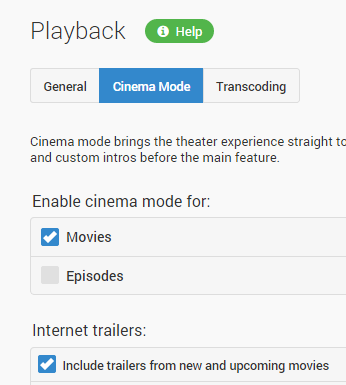 Playback
Help
General
Cinema Mode
Transcoding
Cinema mode brings the theater experience straight to
and custom intros before the main feature.
Enable cinema mode for:
Movies
Episodes
Internet trailers:
Include trailers from new and upcoming movies